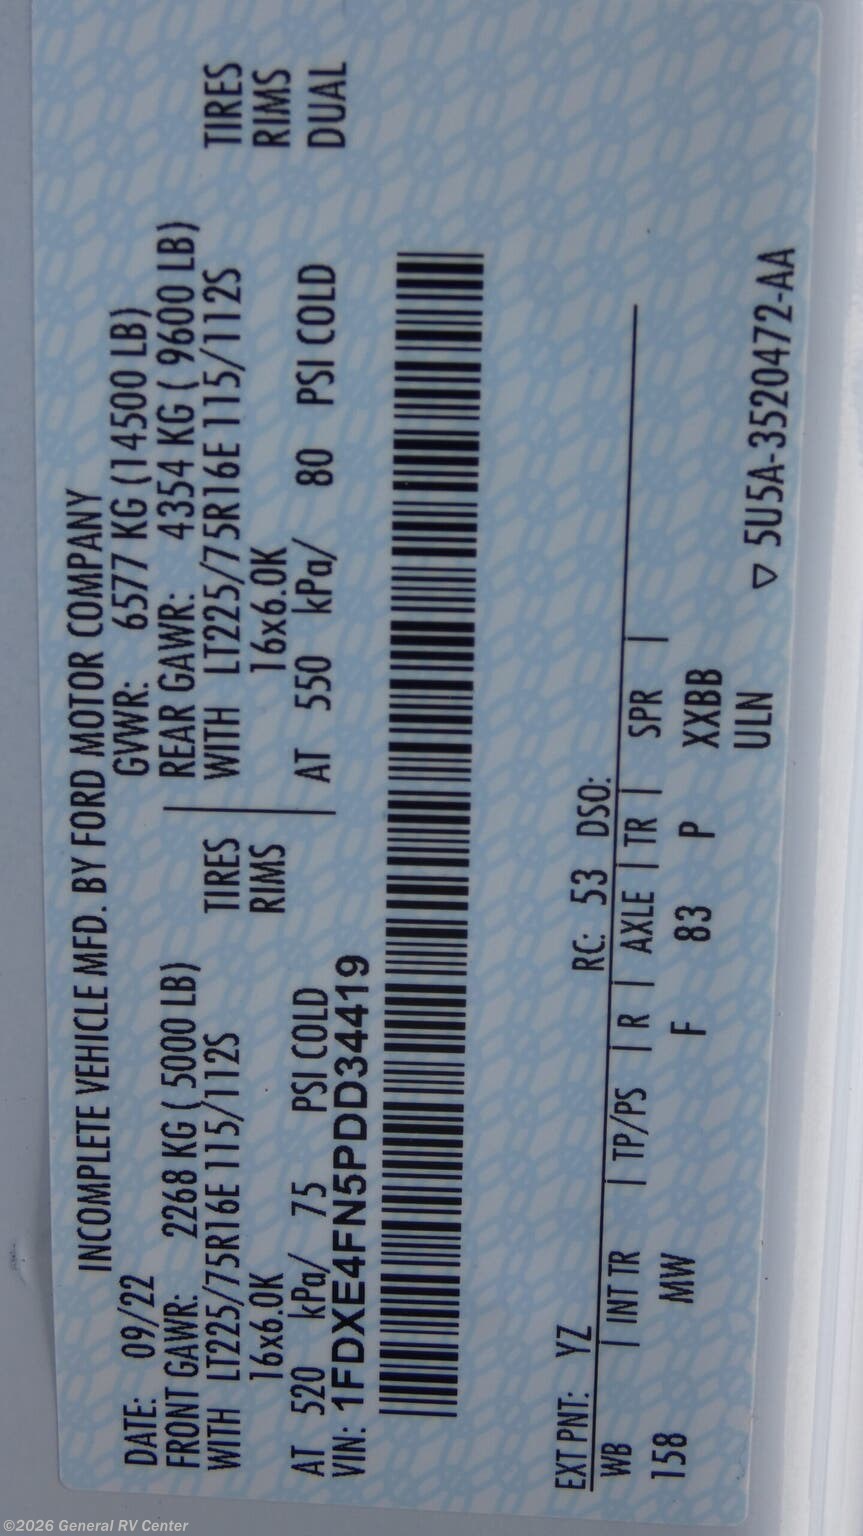 INCOMPLETE VEHICLE MFD. BY FORD MOTOR COMPANY
DATE: 09/22 GVWR: 6577 KG (14500 LB)
FRONT GAWR: 2268 KG ( 5000 LB) REAR GAWR: 4354 KG ( 9600 LB)
WITH LT225/75R16E 115/112S TIRES WITH LT225/75R16E 115/112S TIRES
16x6.0K RIMS 16x6.0K RIMS
AT 520 kPa/ 75 PSI COLD AT 550 kPa/ 80 PSI COLD DUAL
VIN: 1FDXE4FN5PDD34419
EXT PNT: YZ RC: 53 DSO:
WB | INT TR | TP/PS | R | AXLE | TR | SPR |
158 MW F 83 P XXBB
ULN
▽ 5U5A-3520472-AA
©2026 General RV Center